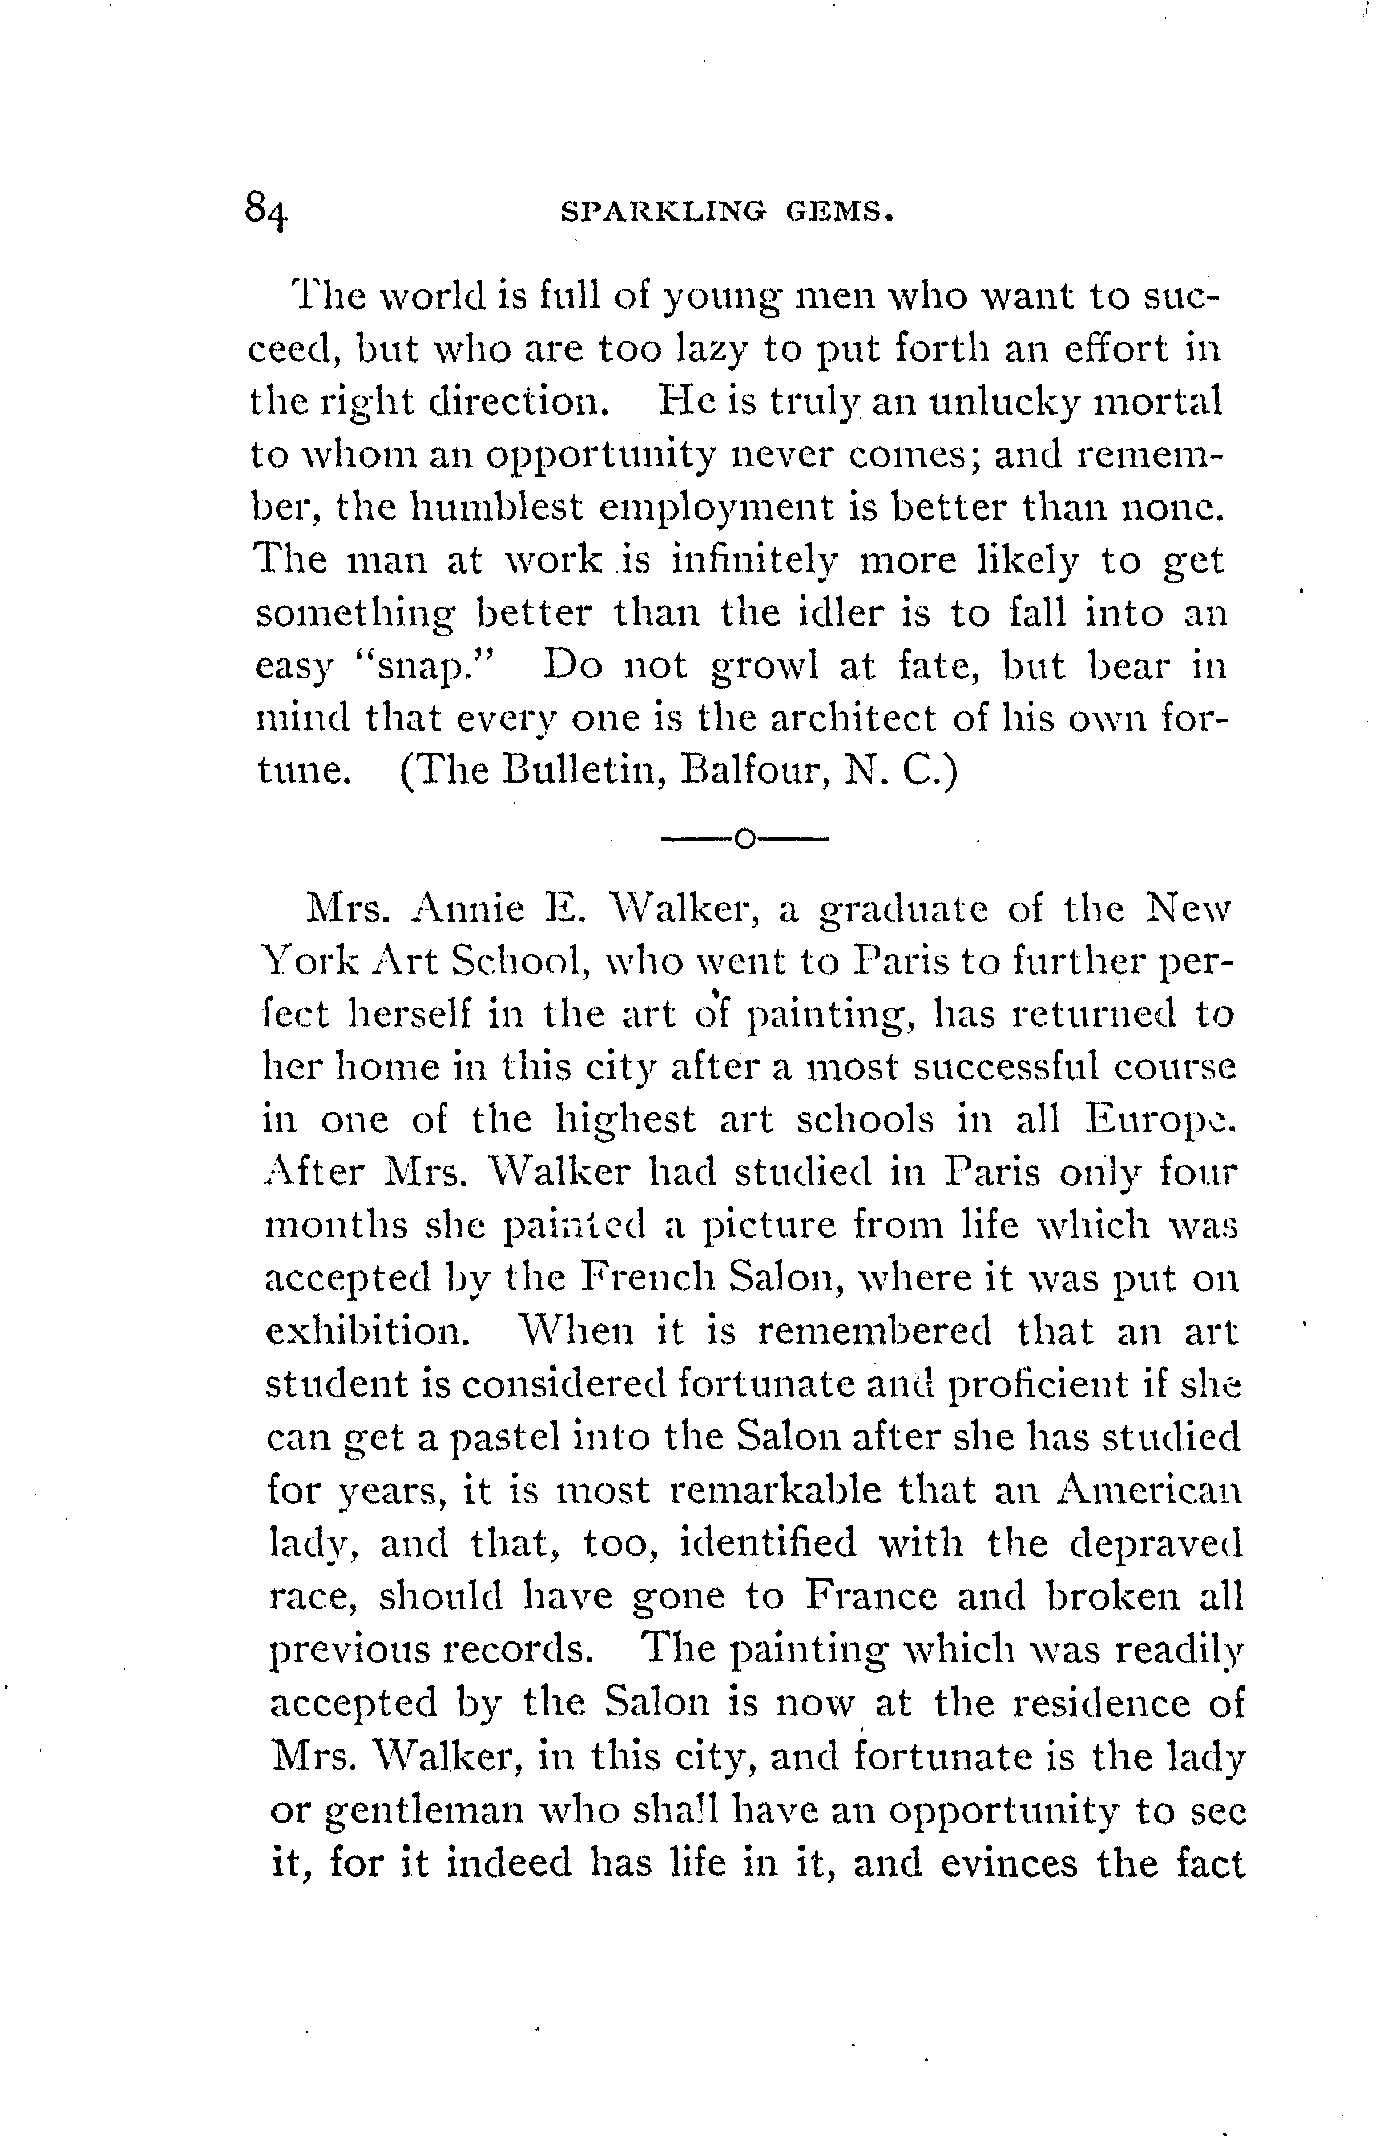 84 SPARKLING GEMS.
The world is full of young men who want to suc-
ceed, but who are too lazy to put forth an effort in
the right direction. He is truly an unlucky mortal
to whom an opportunity never comes; and remem-
ber, the humblest employment is better than none.
The man at work is infinitely more likely to get
something better than the idler is to fall into an
easy "snap." Do not growl at fate, but bear in
mind that every one is the architect of his own for-
tune. (The Bulletin, Balfour, N. C.)
Mrs. Annie E. Walker, a graduate of the New
York Art School, who went to Paris to further per-
fect herself in the art of painting, has returned to
her home in this city after a most successful course
in one of the highest art schools in all Europe.
After Mrs. Walker had studied in Paris only four
months she painted a picture from life which was
accepted by the French Salon, where it was put on
exhibition. When it is remembered that an art
student is considered fortunate and proficient if she
can get a pastel into the Salon after she has studied
for years, it is most remarkable that an American
lady, and that, too, identified with the depraved
race, should have gone to France and broken all
previous records. The painting which was readily
accepted by the Salon is now at the residence of
Mrs. Walker, in this city, and fortunate is the lady
or gentleman who shall have an opportunity to see
it, for it indeed has life in it, and evinces the fact